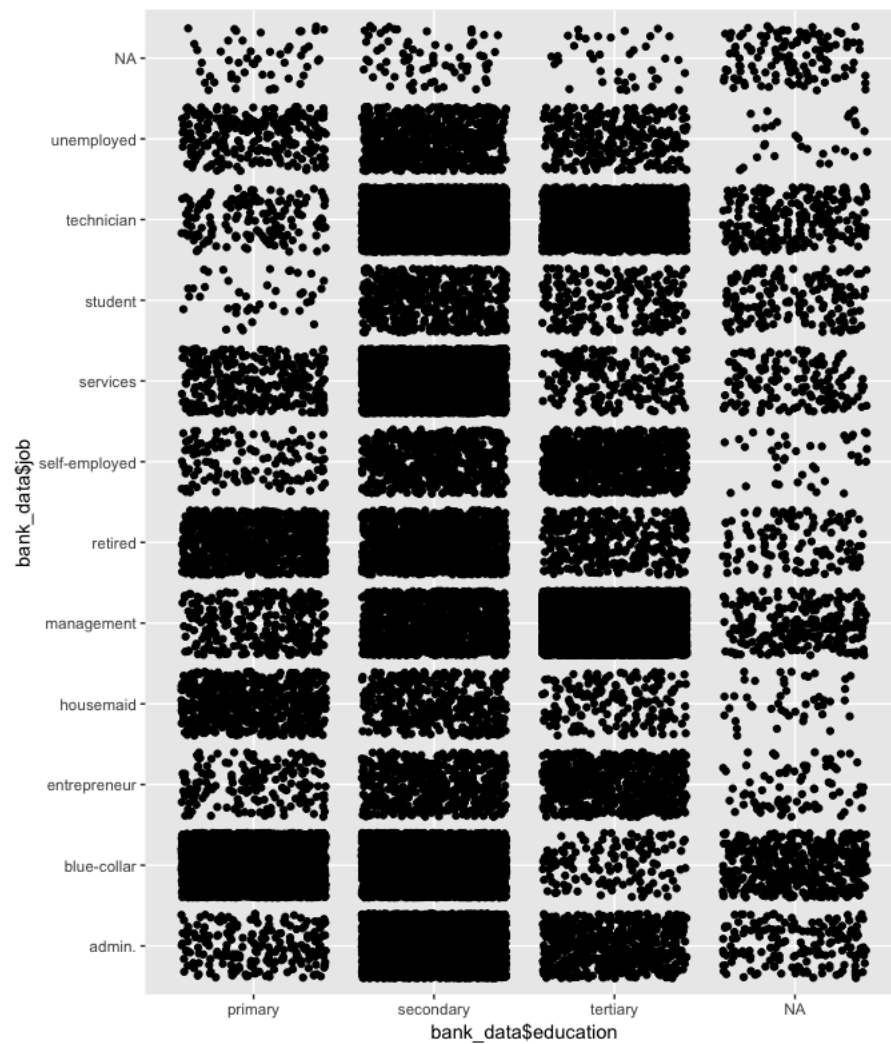 NA
unemployed
technician
student
services
self-employed
retired
management
housemaid
entrepreneur
blue-collar
admin.
bank_data$job
primary secondary tertiary NA
bank_data$education